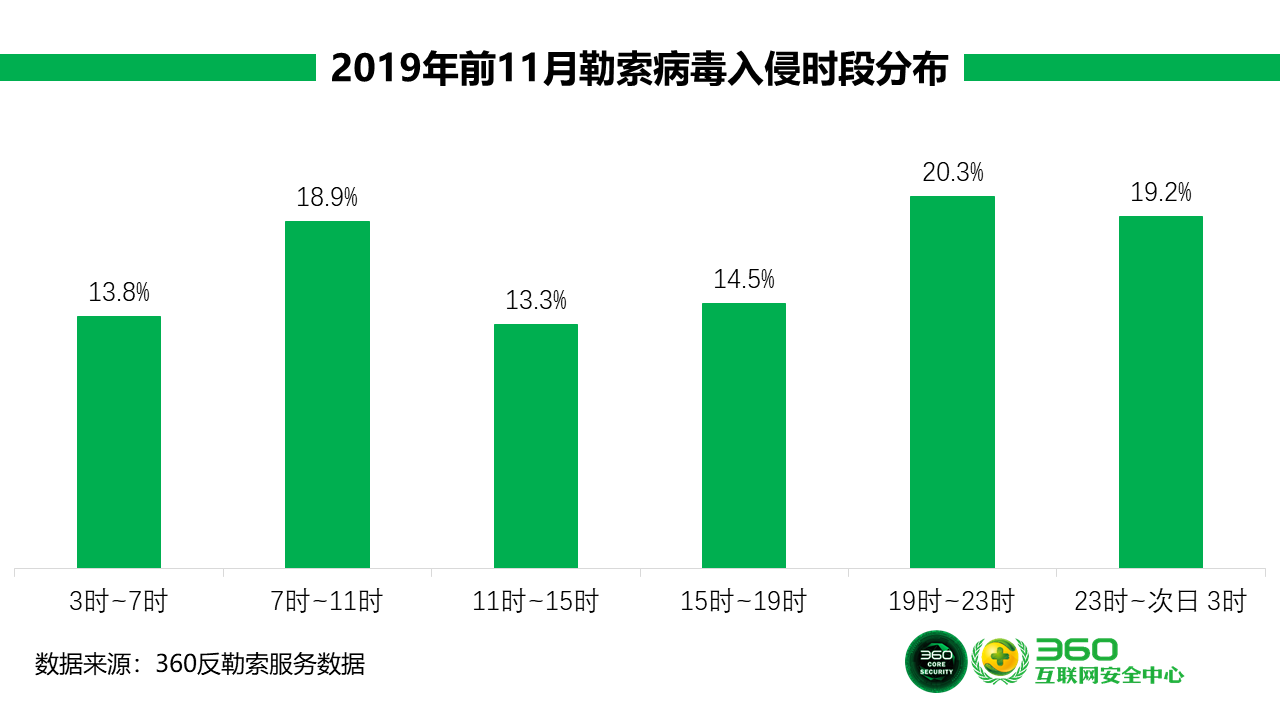 2019年前11月勒索病毒入侵时段分布
13.8%
18.9%
13.3%
14.5%
20.3%
19.2%
3时~7时
7时~11时
11时~15时
15时~19时
19时~23时
23时~次日 3时
数据来源：360反勒索服务数据
360
CORE
SECURITY
360
互联网安全中心